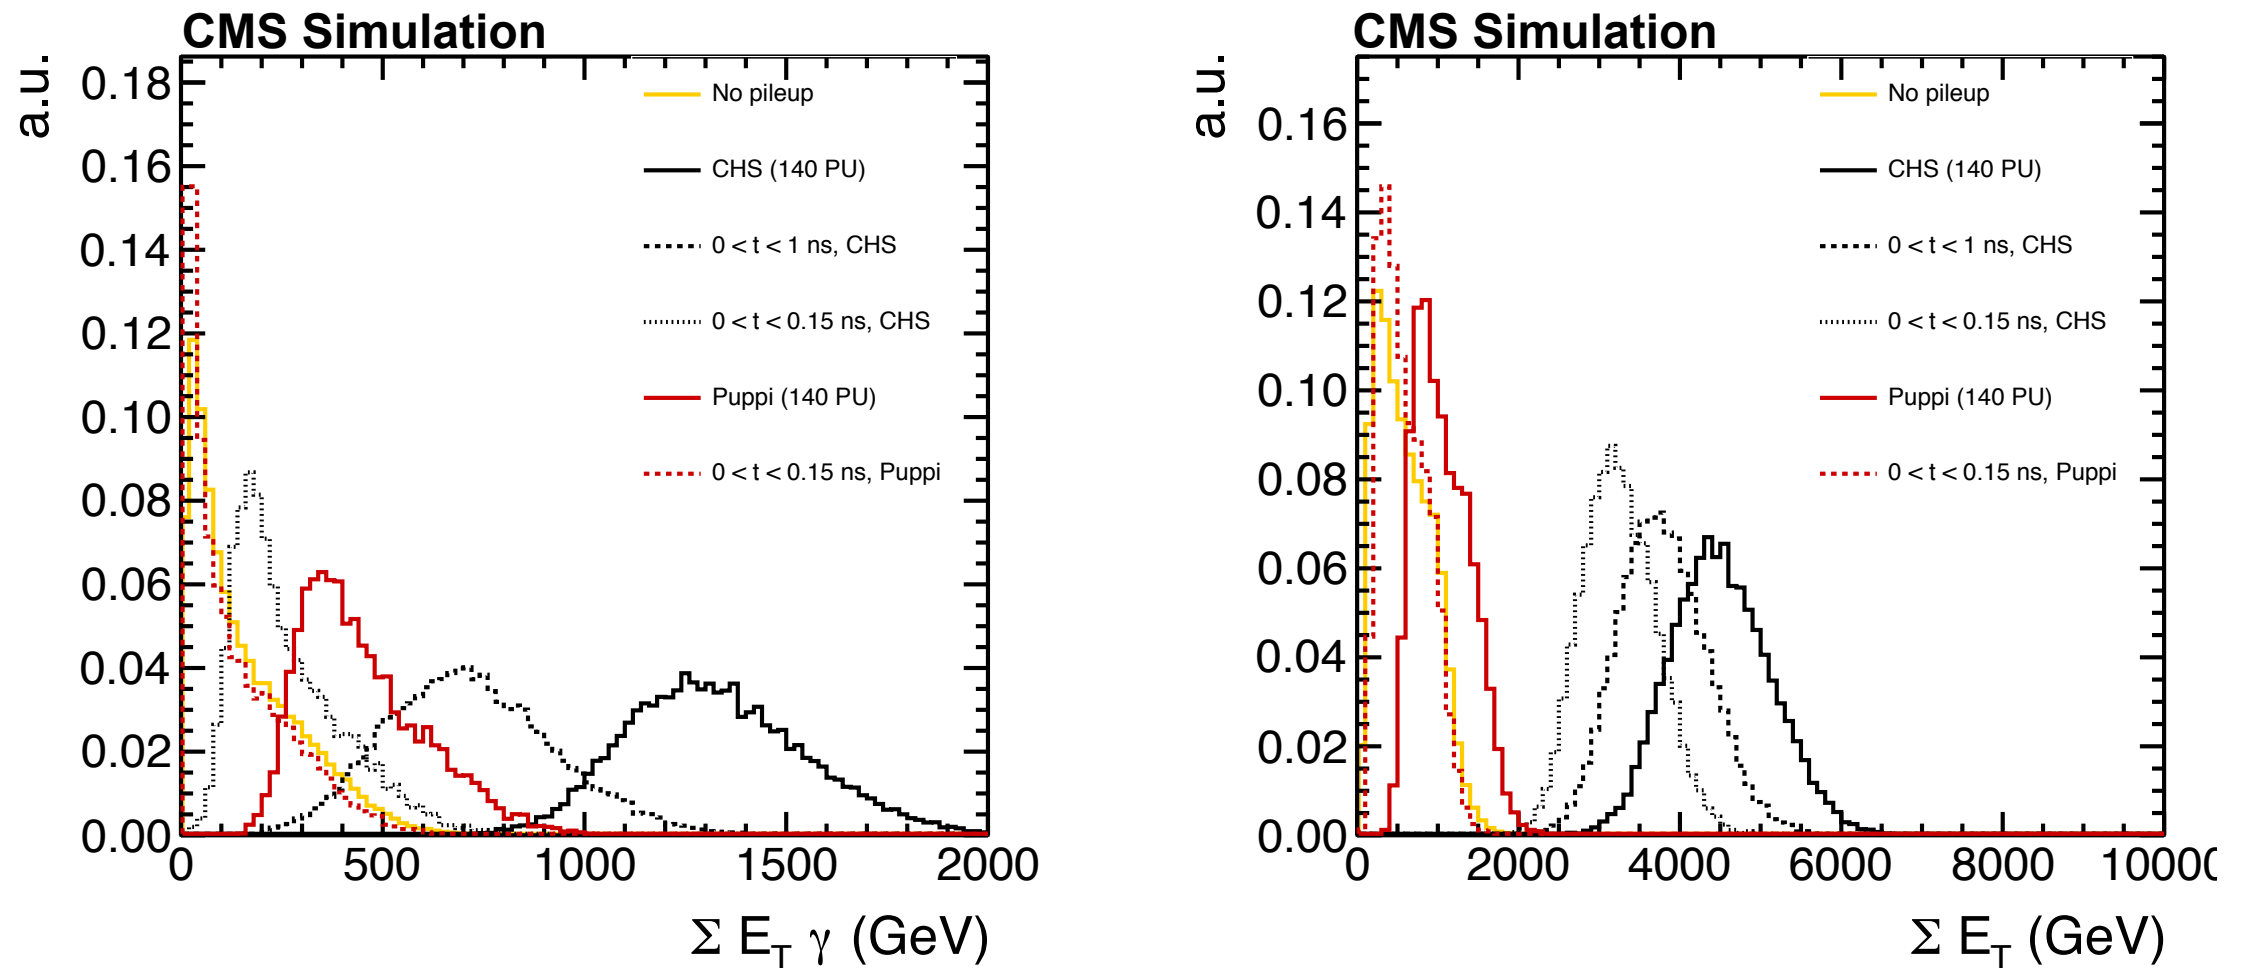 CMS Simulation
a.u.
0.18
0.16
0.14
0.12
0.10
0.08
0.06
0.04
0.02
0.00
No pileup
CHS (140 PU)
0 < t < 1 ns, CHS
0 < t < 0.15 ns, CHS
Puppi (140 PU)
0 < t < 0.15 ns, Puppi
0 500 1000 1500 2000
Σ E_T γ (GeV)
CMS Simulation
a.u.
0.16
0.14
0.12
0.10
0.08
0.06
0.04
0.02
0.00
No pileup
CHS (140 PU)
0 < t < 1 ns, CHS
0 < t < 0.15 ns, CHS
Puppi (140 PU)
0 < t < 0.15 ns, Puppi
0 2000 4000 6000 8000 10000
Σ E_T (GeV)